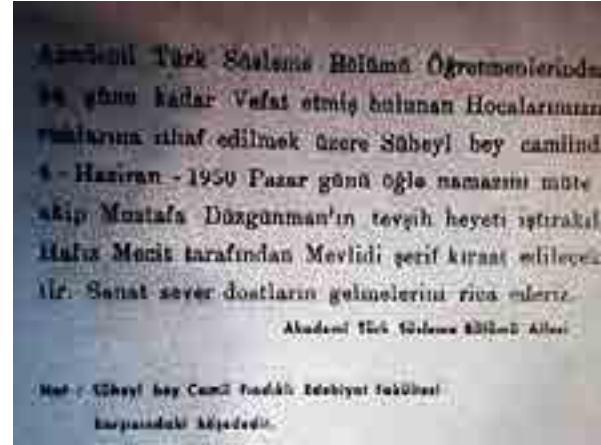 Akademi Türk Süsleme Bölümü Öğretmenlerinden
bu güne kadar Vefat etmiş bulunan Hocalarımızın
ruhlarına ithaf edilmek üzere Süheyl bey camiind
4 - Haziran - 1950 Pazar günü öğle namazını müte
akip Mustafa Düzgünman'ın tevşih heyeti iştirakil
Hafız Mecit tarafından Mevlidi şerif kıraat edilecek
tir. Sanat sever dostların gelmelerini rica ederiz.
Akademi Türk Süsleme Bölümü Ailesi
Not : Süheyl bey Camii Fındıklı Edebiyat Fakültesi
karşısındaki köşededir.